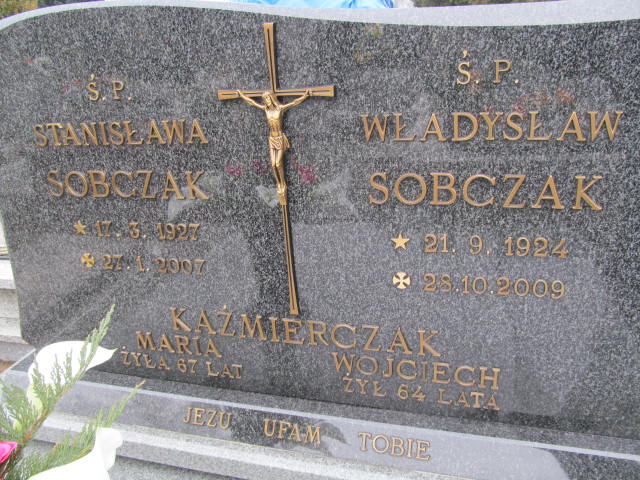 Ś. P.
STANISŁAWA
SOBCZAK
17. 3. 1927
27. 1. 2007
Ś. P.
WŁADYSŁAW
SOBCZAK
21. 9. 1924
28.10.2009
KAŹMIERCZAK
MARIA
ŻYŁA 67 LAT
WOJCIECH
ŻYŁ 64 LATA
JEZU UFAM TOBIE